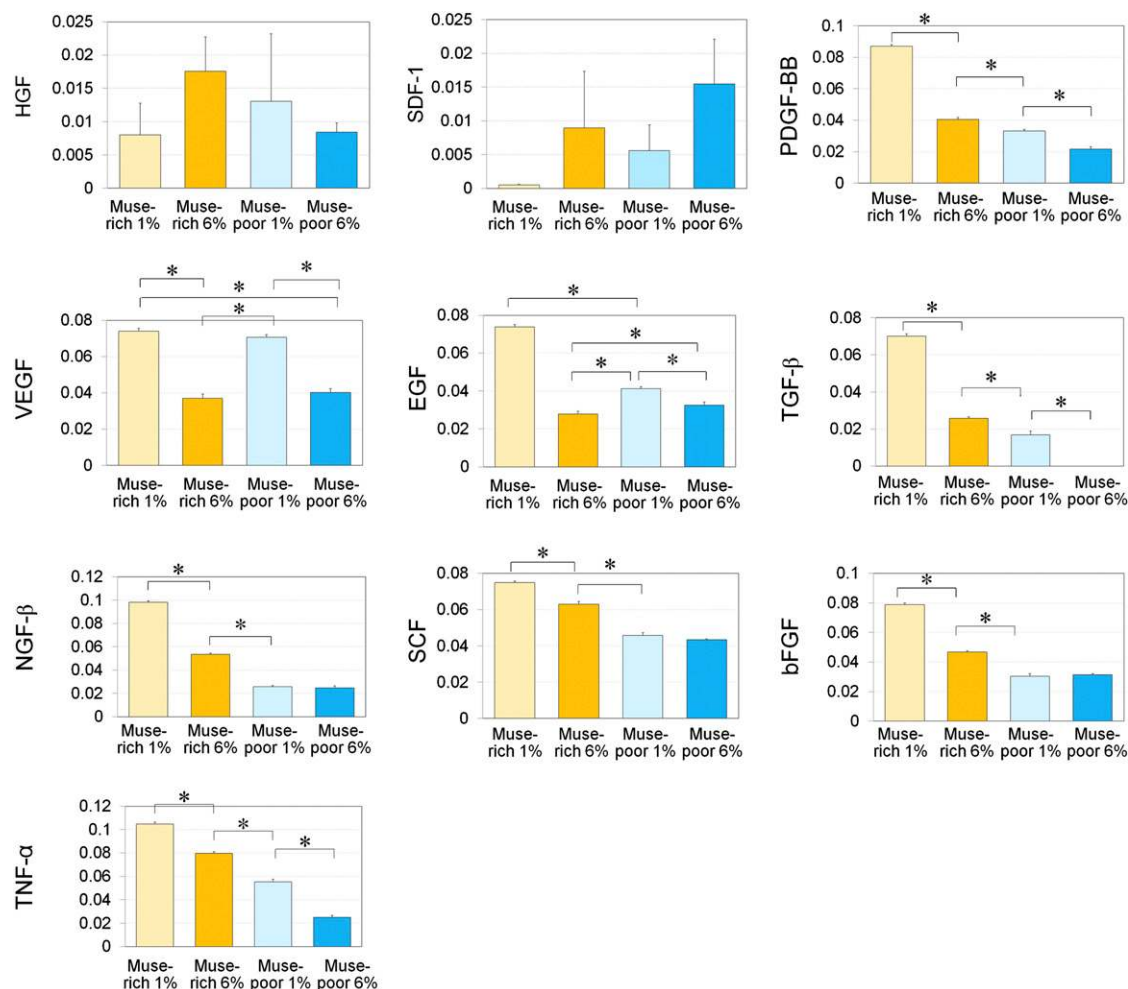 HGF
0.025
0.02
0.015
0.01
0.005
0
Muse-
rich 1%
Muse-
rich 6%
Muse-
poor 1%
Muse-
poor 6%
SDF-1
0.025
0.02
0.015
0.01
0.005
0
Muse-
rich 1%
Muse-
rich 6%
Muse-
poor 1%
Muse-
poor 6%
PDGF-BB
0.1
0.08
0.06
0.04
0.02
0
*
*
*
Muse-
rich 1%
Muse-
rich 6%
Muse-
poor 1%
Muse-
poor 6%
VEGF
0.08
0.06
0.04
0.02
0
*
*
*
*
Muse-
rich 1%
Muse-
rich 6%
Muse-
poor 1%
Muse-
poor 6%
EGF
0.08
0.06
0.04
0.02
0
*
*
*
*
Muse-
rich 1%
Muse-
rich 6%
Muse-
poor 1%
Muse-
poor 6%
TGF-β
0.08
0.06
0.04
0.02
0
*
*
*
Muse-
rich 1%
Muse-
rich 6%
Muse-
poor 1%
Muse-
poor 6%
NGF-β
0.12
0.1
0.08
0.06
0.04
0.02
0
*
*
Muse-
rich 1%
Muse-
rich 6%
Muse-
poor 1%
Muse-
poor 6%
SCF
0.08
0.06
0.04
0.02
0
*
*
Muse-
rich 1%
Muse-
rich 6%
Muse-
poor 1%
Muse-
poor 6%
bFGF
0.1
0.08
0.06
0.04
0.02
0
*
*
Muse-
rich 1%
Muse-
rich 6%
Muse-
poor 1%
Muse-
poor 6%
TNF-α
0.12
0.1
0.08
0.06
0.04
0.02
0
*
*
*
Muse-
rich 1%
Muse-
rich 6%
Muse-
poor 1%
Muse-
poor 6%